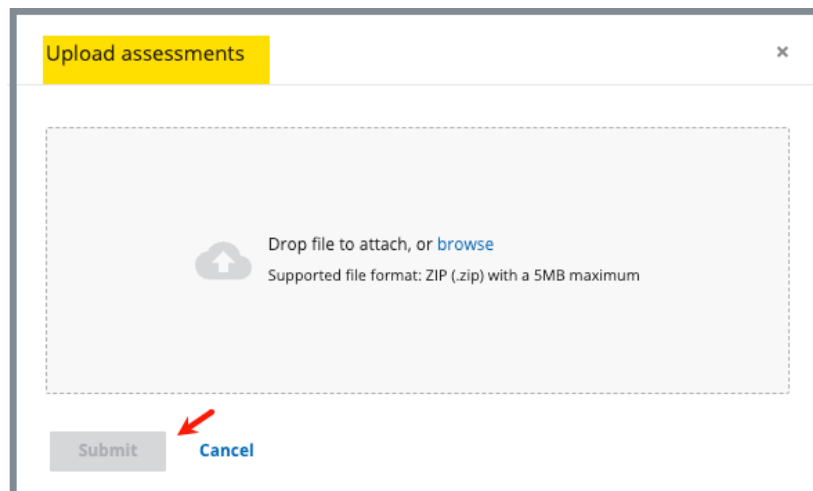 Upload assessments
×
Drop file to attach, or browse
Supported file format: ZIP (.zip) with a 5MB maximum
Submit
Cancel